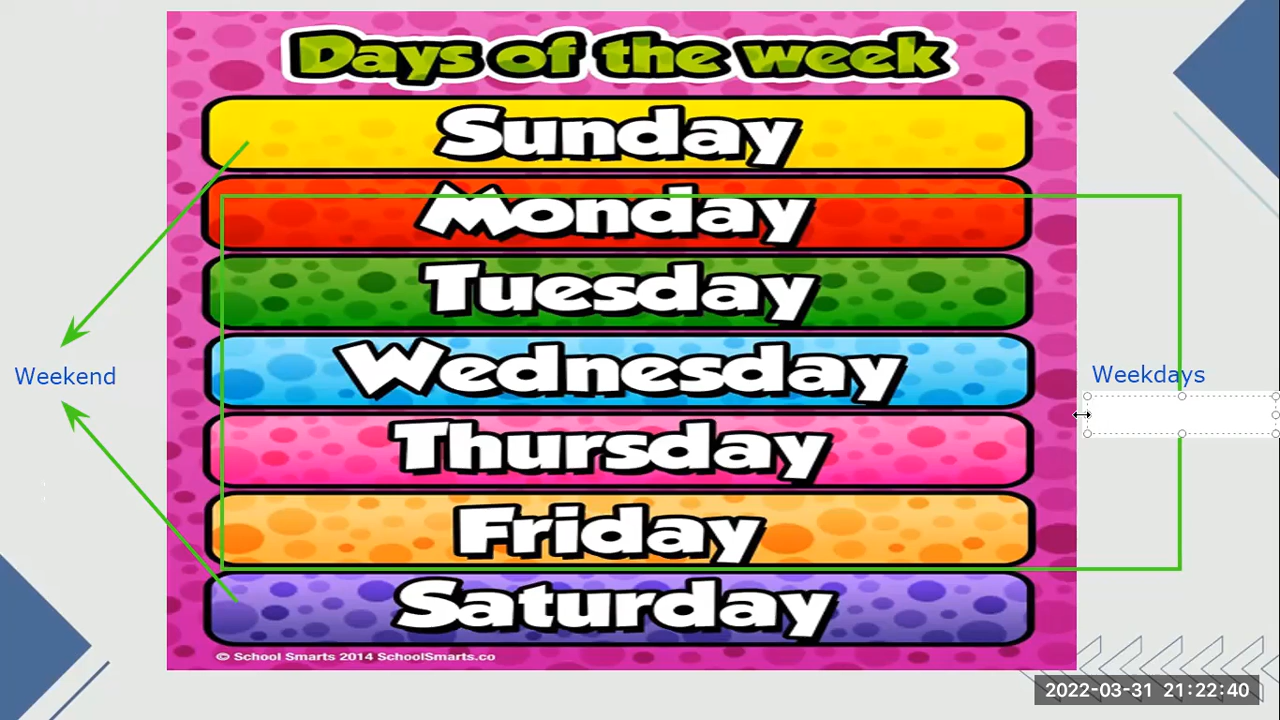 Days of the week
Sunday
Monday
Tuesday
Wednesday
Thursday
Friday
Saturday
Weekend
Weekdays
© School Smarts 2014 SchoolSmarts.co
2022-03-31 21:22:40